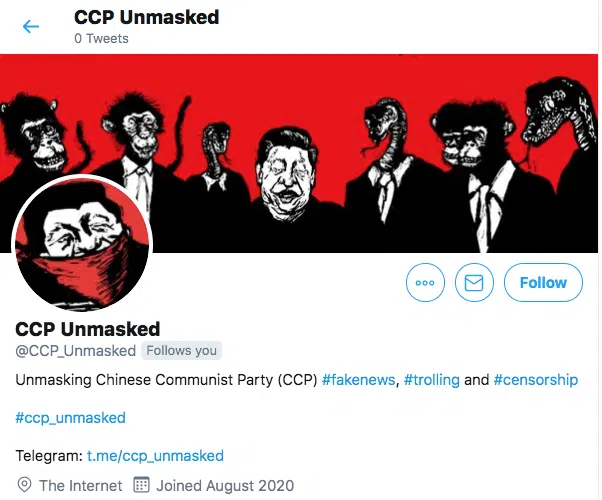 CCP Unmasked
0 Tweets
Follow
CCP Unmasked
@CCP_Unmasked Follows you
Unmasking Chinese Communist Party (CCP) #fakenews, #trolling and #censorship
#ccp_unmasked
Telegram: t.me/ccp_unmasked
The Internet Joined August 2020